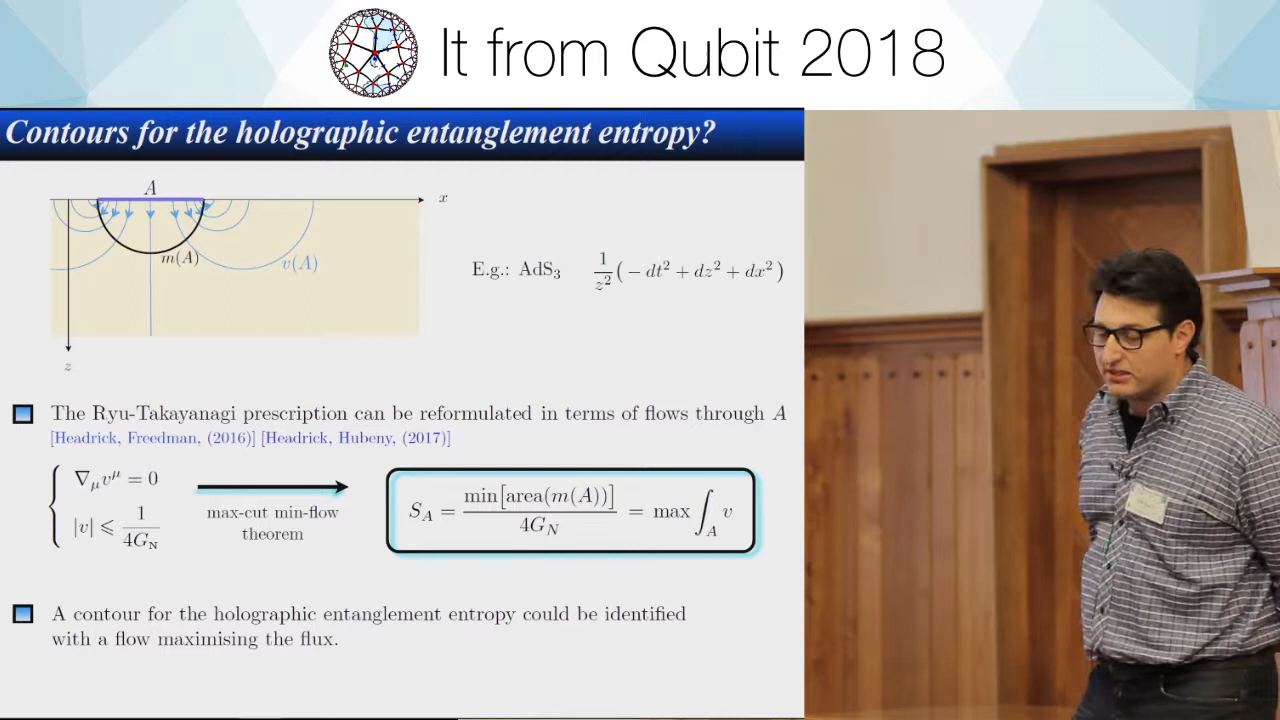 It from Qubit 2018
Contours for the holographic entanglement entropy?
A
x
m(A)
v(A)
z
E.g.: AdS₃ 1/z² ( − dt² + dz² + dx² )
The Ryu-Takayanagi prescription can be reformulated in terms of flows through A
[Headrick, Freedman, (2016)] [Headrick, Hubeny, (2017)]
∇μvᵘ = 0
|v| ⩽ 1/4G_N
max-cut min-flow
theorem
S_A = min[area(m(A))]/4G_N = max ∫_A v
A contour for the holographic entanglement entropy could be identified
with a flow maximising the flux.